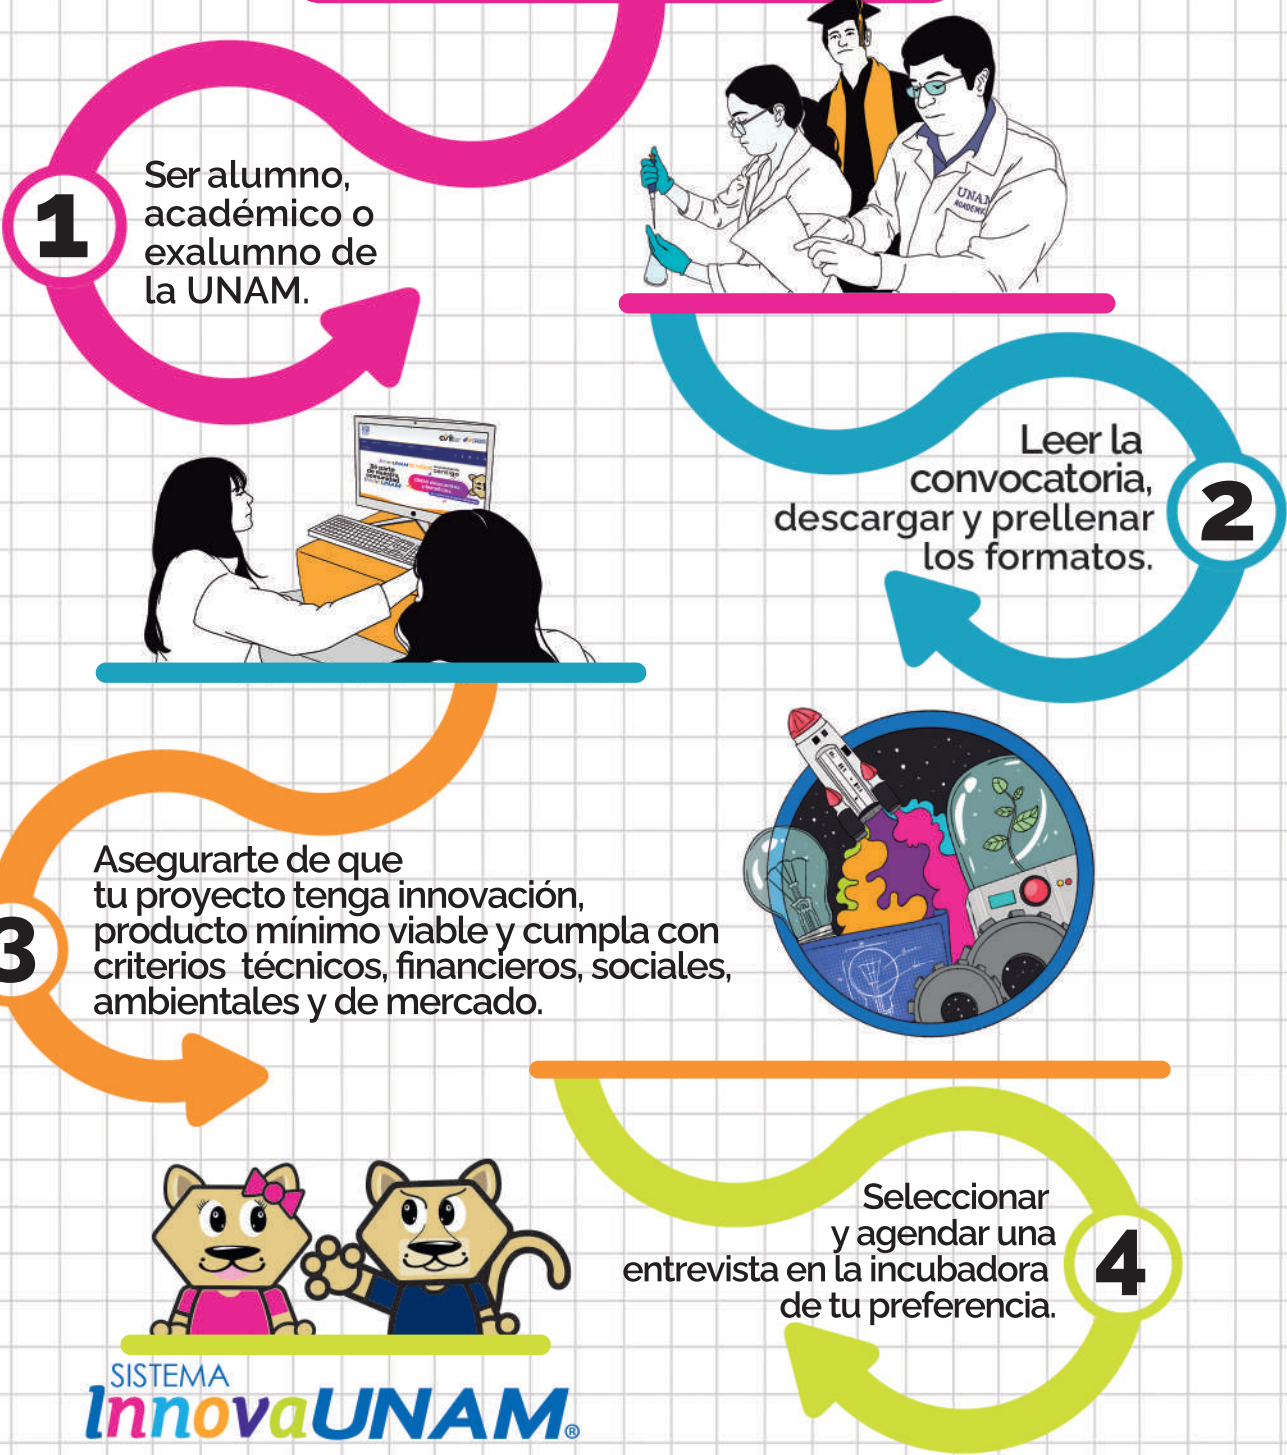 1
Ser alumno,
académico o
exalumno de
la UNAM.
UNAM
2
Leer la
convocatoria,
descargar y prellenar
los formatos.
3
Asegurarte de que
tu proyecto tenga innovación,
producto mínimo viable y cumpla con
criterios técnicos, financieros, sociales,
ambientales y de mercado.
4
Seleccionar
y agendar una
entrevista en la incubadora
de tu preferencia.
SISTEMA
InnovaUNAM®